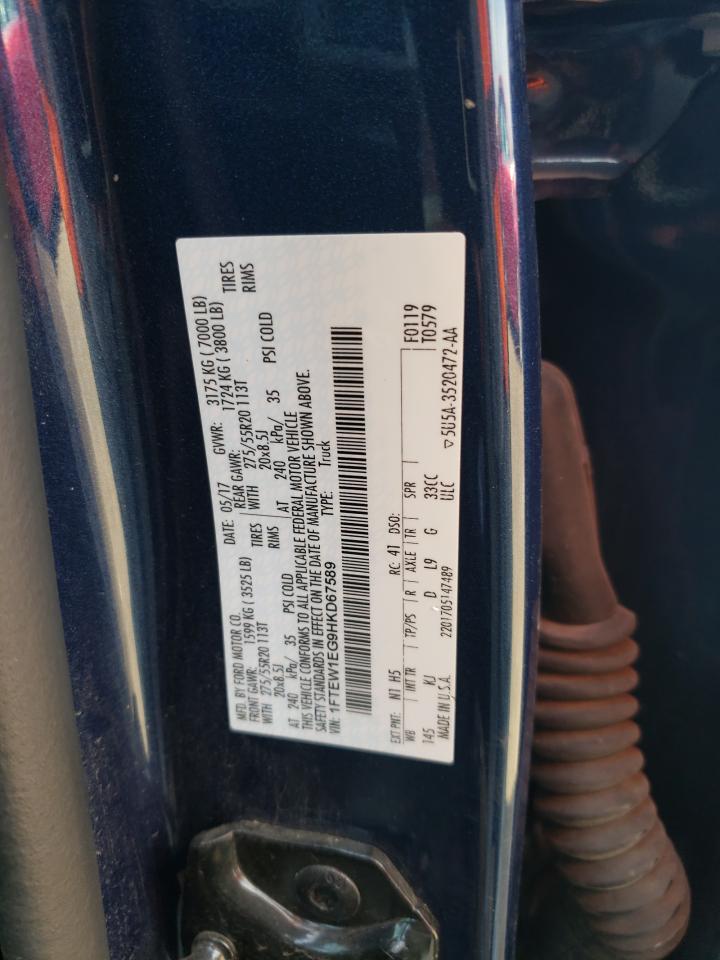 MFD. BY FORD MOTOR CO. DATE: 05/17 GVWR: 3175 KG ( 7000 LB)
FRONT GAWR: 1599 KG ( 3525 LB) REAR GAWR: 1724 KG ( 3800 LB)
WITH 275/55R20 113T TIRES WITH 275/55R20 113T TIRES
20x8.5J RIMS 20x8.5J RIMS
AT 240 kPa/ 35 PSI COLD AT 240 kPa/ 35 PSI COLD
THIS VEHICLE CONFORMS TO ALL APPLICABLE FEDERAL MOTOR VEHICLE
SAFETY STANDARDS IN EFFECT ON THE DATE OF MANUFACTURE SHOWN ABOVE.
VIN: 1FTEW1EG9HKD67589 TYPE: Truck
EXT PNT: N1 H5 RC: 41 DSO: F0119
WB INT TR TP/PS R AXLE TR SPR T0579
145 KJ D L9 G 33CC
MADE IN U.S.A. 2201705147489 ULC ▽5U5A-3520472-AA